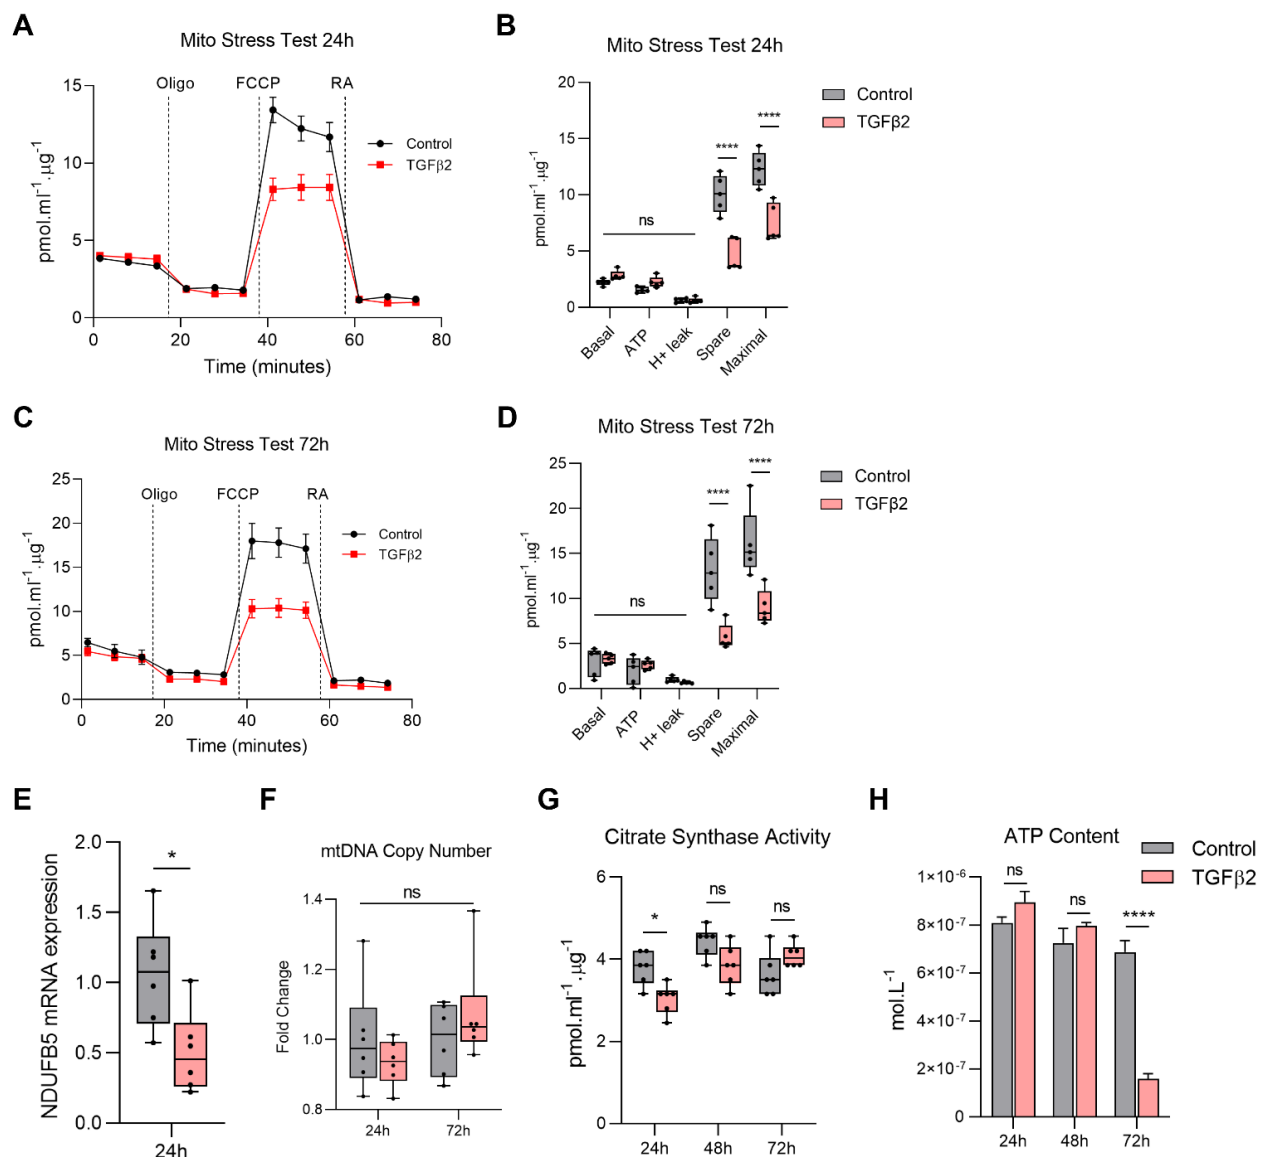 A
Mito Stress Test 24h
Oligo FCCP RA
15
10
5
0
pmol.ml⁻¹.µg⁻¹
0 20 40 60 80
Time (minutes)
Control
TGFβ2
B
Mito Stress Test 24h
20
15
10
5
0
pmol.ml⁻¹.µg⁻¹
ns
****
****
Basal ATP H+ leak Spare Maximal
Control
TGFβ2
C
Mito Stress Test 72h
Oligo FCCP RA
25
20
15
10
5
0
pmol.ml⁻¹.µg⁻¹
0 20 40 60 80
Time (minutes)
Control
TGFβ2
D
Mito Stress Test 72h
25
20
15
10
5
0
pmol.ml⁻¹.µg⁻¹
ns
****
****
Basal ATP H+ leak Spare Maximal
Control
TGFβ2
E
2.0
1.5
1.0
0.5
0.0
NDUFB5 mRNA expression
*
24h
F
mtDNA Copy Number
ns
1.4
1.2
1.0
0.8
Fold Change
24h 72h
G
Citrate Synthase Activity
6
4
2
0
pmol.ml⁻¹.µg⁻¹
* ns ns
24h 48h 72h
H
ATP Content
Control
TGFβ2
1×10⁻⁶
8×10⁻⁷
6×10⁻⁷
4×10⁻⁷
2×10⁻⁷
0
mol.L⁻¹
ns ns ****
24h 48h 72h